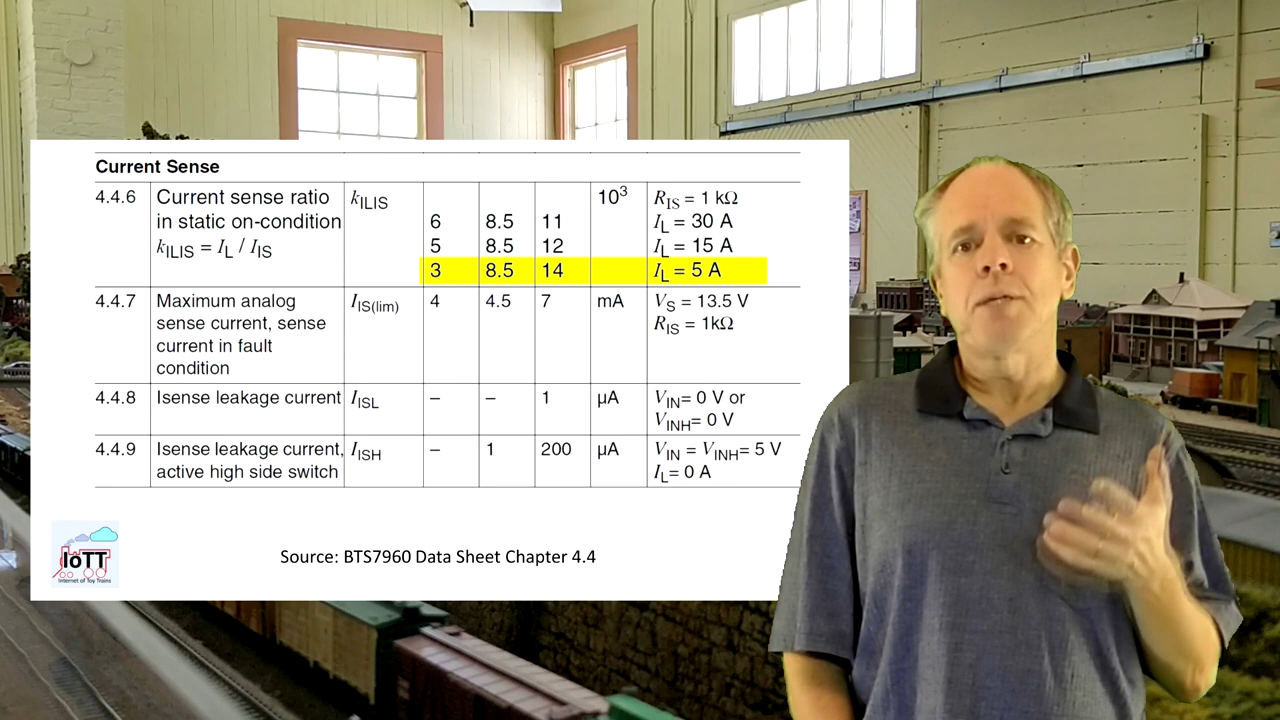 Current Sense
4.4.6 Current sense ratio kILIS 10³ RIS = 1 kΩ
in static on-condition 6 8.5 11 IL = 30 A
kILIS = IL / IIS 5 8.5 12 IL = 15 A
3 8.5 14 IL = 5 A
4.4.7 Maximum analog IIS(lim) 4 4.5 7 mA VS = 13.5 V
sense current, sense RIS = 1kΩ
current in fault
condition
4.4.8 Isense leakage current IISL – – 1 μA VIN= 0 V or
VINH= 0 V
4.4.9 Isense leakage current, IISH – 1 200 μA VIN = VINH= 5 V
active high side switch IL= 0 A
IoTT
Internet of Toy Trains
Source: BTS7960 Data Sheet Chapter 4.4